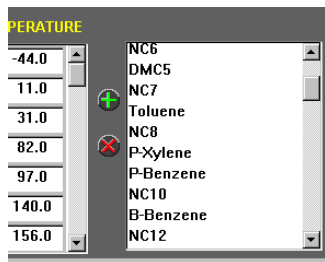 PERATURE
-44.0
11.0
31.0
82.0
97.0
140.0
156.0
NC6
DMC5
NC7
Toluene
NC8
P-Xylene
P-Benzene
NC10
B-Benzene
NC12